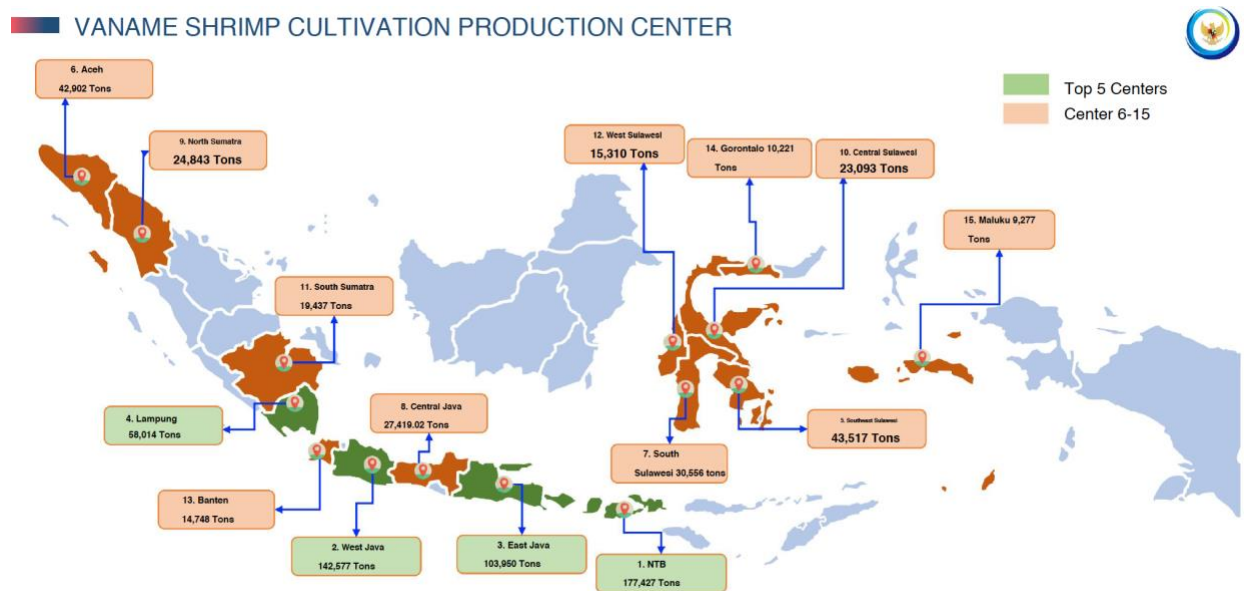 VANAME SHRIMP CULTIVATION PRODUCTION CENTER
6. Aceh
42,902 Tons
9. North Sumatra
24,843 Tons
12. West Sulawesi
15,310 Tons
14. Gorontalo 10,221
Tons
10. Central Sulawesi
23,093 Tons
Top 5 Centers
Center 6-15
15. Maluku 9,277
Tons
11. South Sumatra
19,437 Tons
4. Lampung
58,014 Tons
8. Central Java
27,419.02 Tons
3. Southeast Sulawesi
43,517 Tons
7. South
Sulawesi 30,556 tons
13. Banten
14,748 Tons
2. West Java
142,577 Tons
3. East Java
103,950 Tons
1. NTB
177,427 Tons